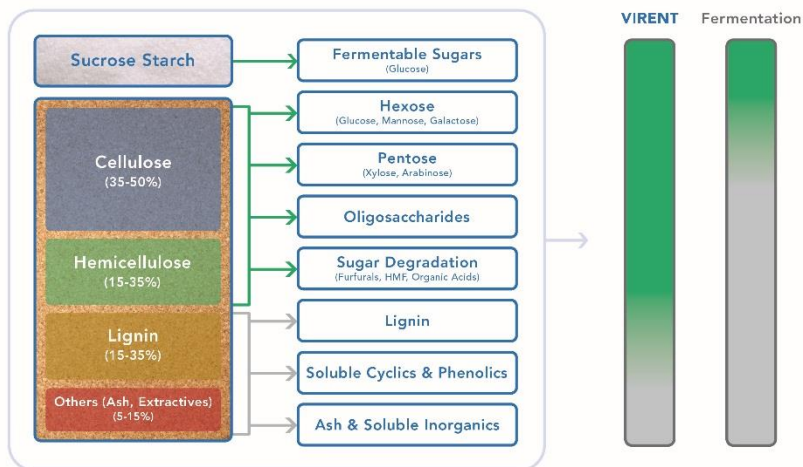 VIRENT Fermentation
Sucrose Starch
Fermentable Sugars
(Glucose)
Hexose
(Glucose, Mannose, Galactose)
Cellulose
(35-50%)
Pentose
(Xylose, Arabinose)
Oligosaccharides
Hemicellulose
(15-35%)
Sugar Degradation
(Furfurals, HMF, Organic Acids)
Lignin
(15-35%)
Lignin
Soluble Cyclics & Phenolics
Others (Ash, Extractives)
(5-15%)
Ash & Soluble Inorganics